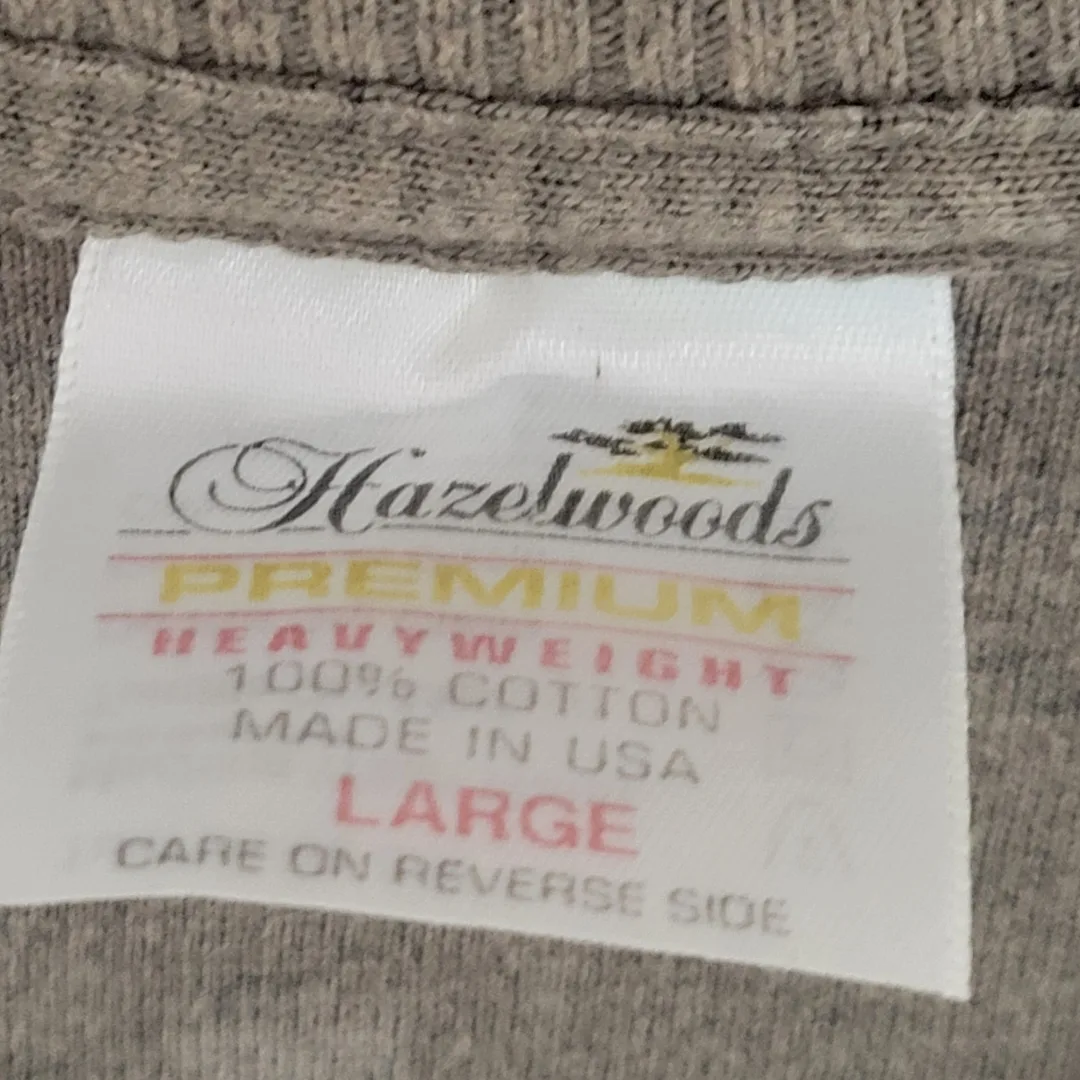 Hazelwoods
PREMIUM
HEAVYWEIGHT
100% COTTON
MADE IN USA
LARGE
CARE ON REVERSE SIDE